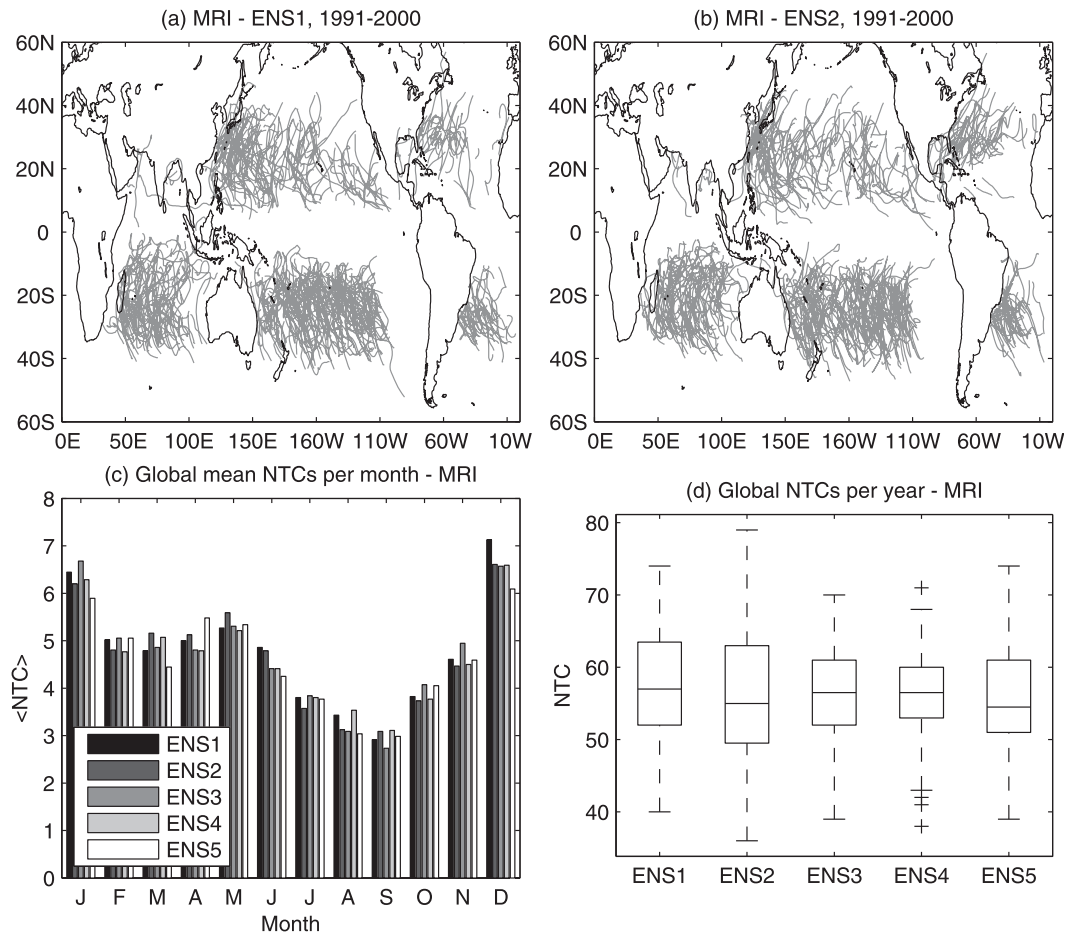 (a) MRI - ENS1, 1991-2000
60N
40N
20N
0
20S
40S
60S
0E 50E 100E 150E 160W 110W 60W 10W
(b) MRI - ENS2, 1991-2000
60N
40N
20N
0
20S
40S
60S
0E 50E 100E 150E 160W 110W 60W 10W
(c) Global mean NTCs per month - MRI
<NTC>
8
7
6
5
4
3
2
1
0
ENS1
ENS2
ENS3
ENS4
ENS5
J F M A M J J A S O N D
Month
(d) Global NTCs per year - MRI
NTC
80
70
60
50
40
ENS1 ENS2 ENS3 ENS4 ENS5